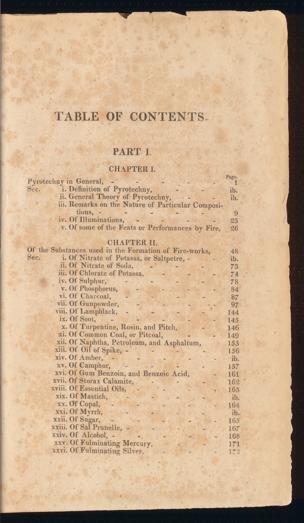 TABLE OF CONTENTS.
PART I.
CHAPTER I.
Page.
Pyrotechny in General, - - - - - 1
Sec. i. Definition of Pyrotechny, - - - ib.
ii. General Theory of Pyrotechny, - - ib.
iii. Remarks on the Nature of Particular Composi-
tions, - - - - - 9
iv. Of Illuminations, - - - - 25
v. Of some of the Feats or Performances by Fire, 26
CHAPTER II.
Of the Substances used in the Formation of Fire-works, 48
Sec. i. Of Nitrate of Potassa, or Saltpetre, - - ib.
ii. Of Nitrate of Soda, - - - 73
iii. Of Chlorate of Potassa, - - - 74
iv. Of Sulphur, - - - - 78
v. Of Phosphorus, - - - - 84
vi. Of Charcoal, - - - - 87
vii. Of Gunpowder, - - - - 97
viii. Of Lampblack, - - - - 144
ix. Of Soot, - - - - 145
x. Of Turpentine, Rosin, and Pitch, - - 146
xi. Of Common Coal, or Pitcoal, - - 149
xii. Of Naphtha, Petroleum, and Asphaltum, 153
xiii. Of Oil of Spike, - - - - 156
xiv. Of Amber, - - - - ib.
xv. Of Camphor, - - - - 157
xvi. Of Gum Benzoin, and Benzoic Acid, - 161
xvii. Of Storax Calamite, - - - 162
xviii. Of Essential Oils, - - - 163
xix. Of Mastich, - - - - ib.
xx. Of Copal, - - - - 164
xxi. Of Myrrh, - - - - ib.
xxii. Of Sugar, - - - - 165
xxiii. Of Sal Prunelle, - - - - 167
xxiv. Of Alcohol, - - - - 168
xxv. Of Fulminating Mercury, - - - 171
xxvi. Of Fulminating Silver, - - -